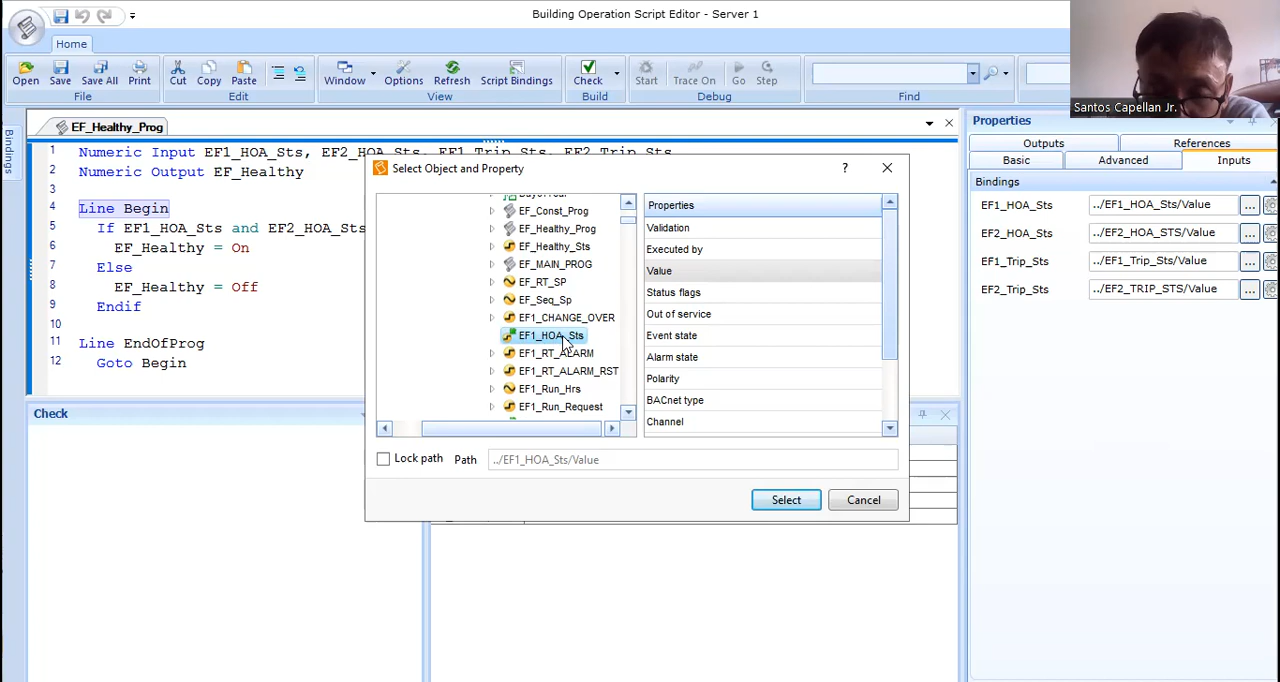 Building Operation Script Editor - Server 1
Home
Open
Save
Save All
Print
Cut
Copy
Paste
Window
Options
Refresh
Script Bindings
Check
Start
Trace On
Go
Step
File
Edit
View
Build
Debug
Find
Santos Capellan Jr.
Bindings
EF_Healthy_Prog
1 Numeric Input EF1_HOA_Sts, EF2_HOA_Sts, EF1_Trip_Sts, EF2_Trip_Sts
2 Numeric Output EF_Healthy
3
4 Line Begin
5 If EF1_HOA_Sts and EF2_HOA_Sts
6 EF_Healthy = On
7 Else
8 EF_Healthy = Off
9 Endif
10
11 Line EndOfProg
12 Goto Begin
Check
Select Object and Property
?
EF_Const_Prog
EF_Healthy_Prog
EF_Healthy_Sts
EF_MAIN_PROG
EF_RT_SP
EF_Seq_Sp
EF1_CHANGE_OVER
EF1_HOA_Sts
EF1_RT_ALARM
EF1_RT_ALARM_RST
EF1_Run_Hrs
EF1_Run_Request
Properties
Validation
Executed by
Value
Status flags
Out of service
Event state
Alarm state
Polarity
BACnet type
Channel
Lock path
Path ../EF1_HOA_Sts/Value
Select
Cancel
Properties
Outputs
References
Basic
Advanced
Inputs
Bindings
EF1_HOA_Sts ../EF1_HOA_Sts/Value ...
EF2_HOA_Sts ../EF2_HOA_STS/Value ...
EF1_Trip_Sts ../EF1_Trip_Sts/Value ...
EF2_Trip_Sts ../EF2_TRIP_STS/Value ...